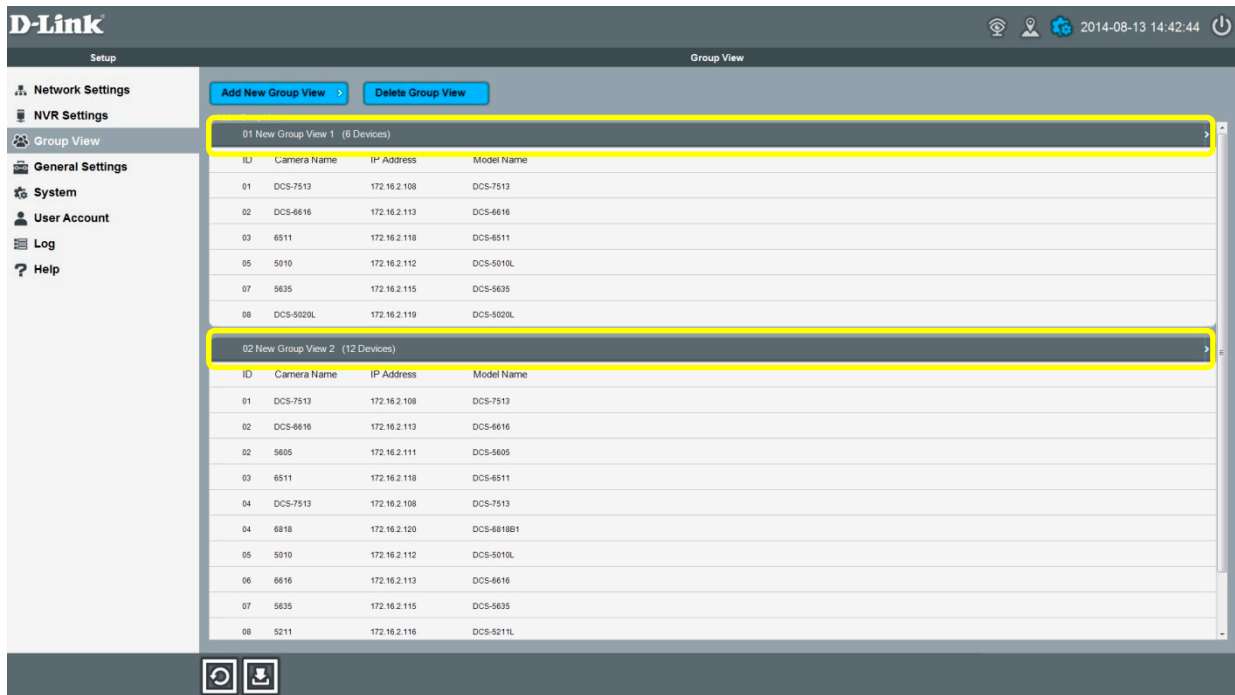 D-Link
2014-08-13 14:42:44
Setup
Group View
Network Settings
NVR Settings
Group View
General Settings
System
User Account
Log
Help
Add New Group View >
Delete Group View
01 New Group View 1 (6 Devices)
ID Camera Name IP Address Model Name
01 DCS-7513 172.16.2.108 DCS-7513
02 DCS-6616 172.16.2.113 DCS-6616
03 6511 172.16.2.118 DCS-6511
05 5010 172.16.2.112 DCS-5010L
07 5635 172.16.2.115 DCS-5635
08 DCS-5020L 172.16.2.119 DCS-5020L
02 New Group View 2 (12 Devices)
ID Camera Name IP Address Model Name
01 DCS-7513 172.16.2.108 DCS-7513
02 DCS-6616 172.16.2.113 DCS-6616
02 5605 172.16.2.111 DCS-5605
03 6511 172.16.2.118 DCS-6511
04 DCS-7513 172.16.2.108 DCS-7513
04 6818 172.16.2.120 DCS-6818B1
05 5010 172.16.2.112 DCS-5010L
06 6616 172.16.2.113 DCS-6616
07 5635 172.16.2.115 DCS-5635
08 5211 172.16.2.116 DCS-5211L